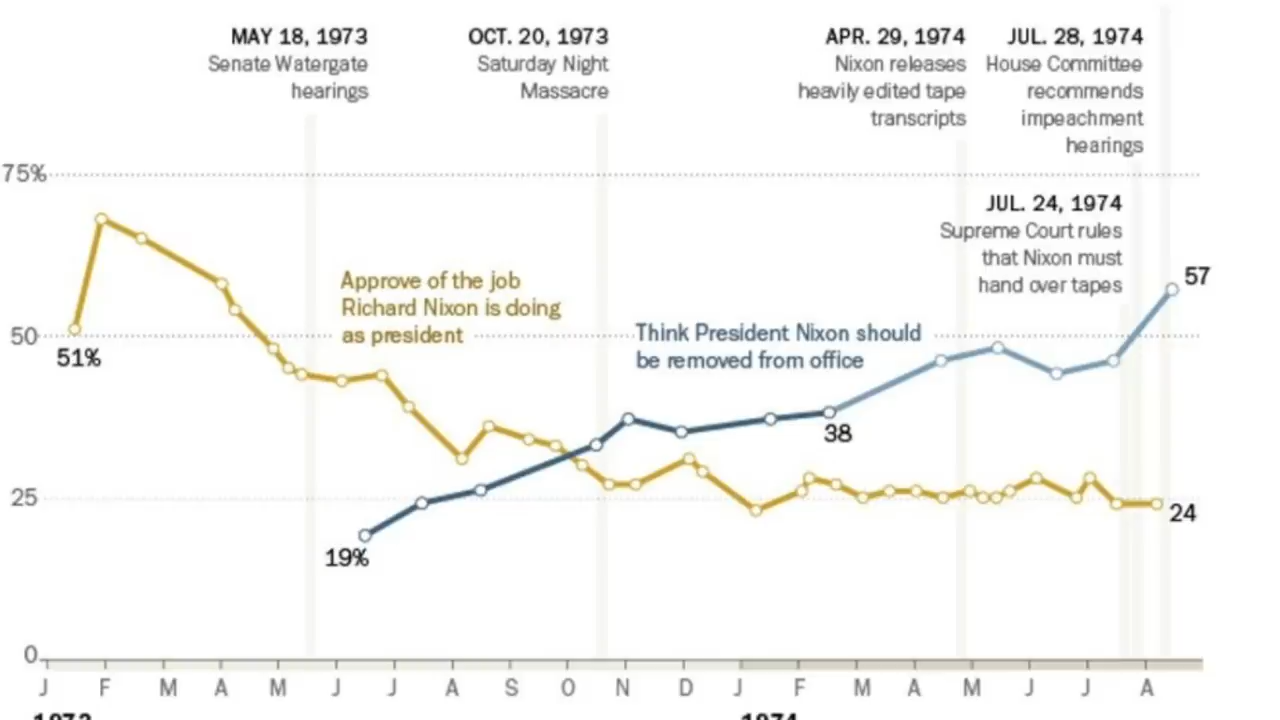 MAY 18, 1973
Senate Watergate
hearings
OCT. 20, 1973
Saturday Night
Massacre
APR. 29, 1974
Nixon releases
heavily edited tape
transcripts
JUL. 28, 1974
House Committee
recommends
impeachment
hearings
75%
JUL. 24, 1974
Supreme Court rules
that Nixon must
hand over tapes
57
Approve of the job
Richard Nixon is doing
as president
Think President Nixon should
be removed from office
50
51%
38
25
24
19%
0
J F M A M J J A S O N D J F M A M J J A
1973 1974